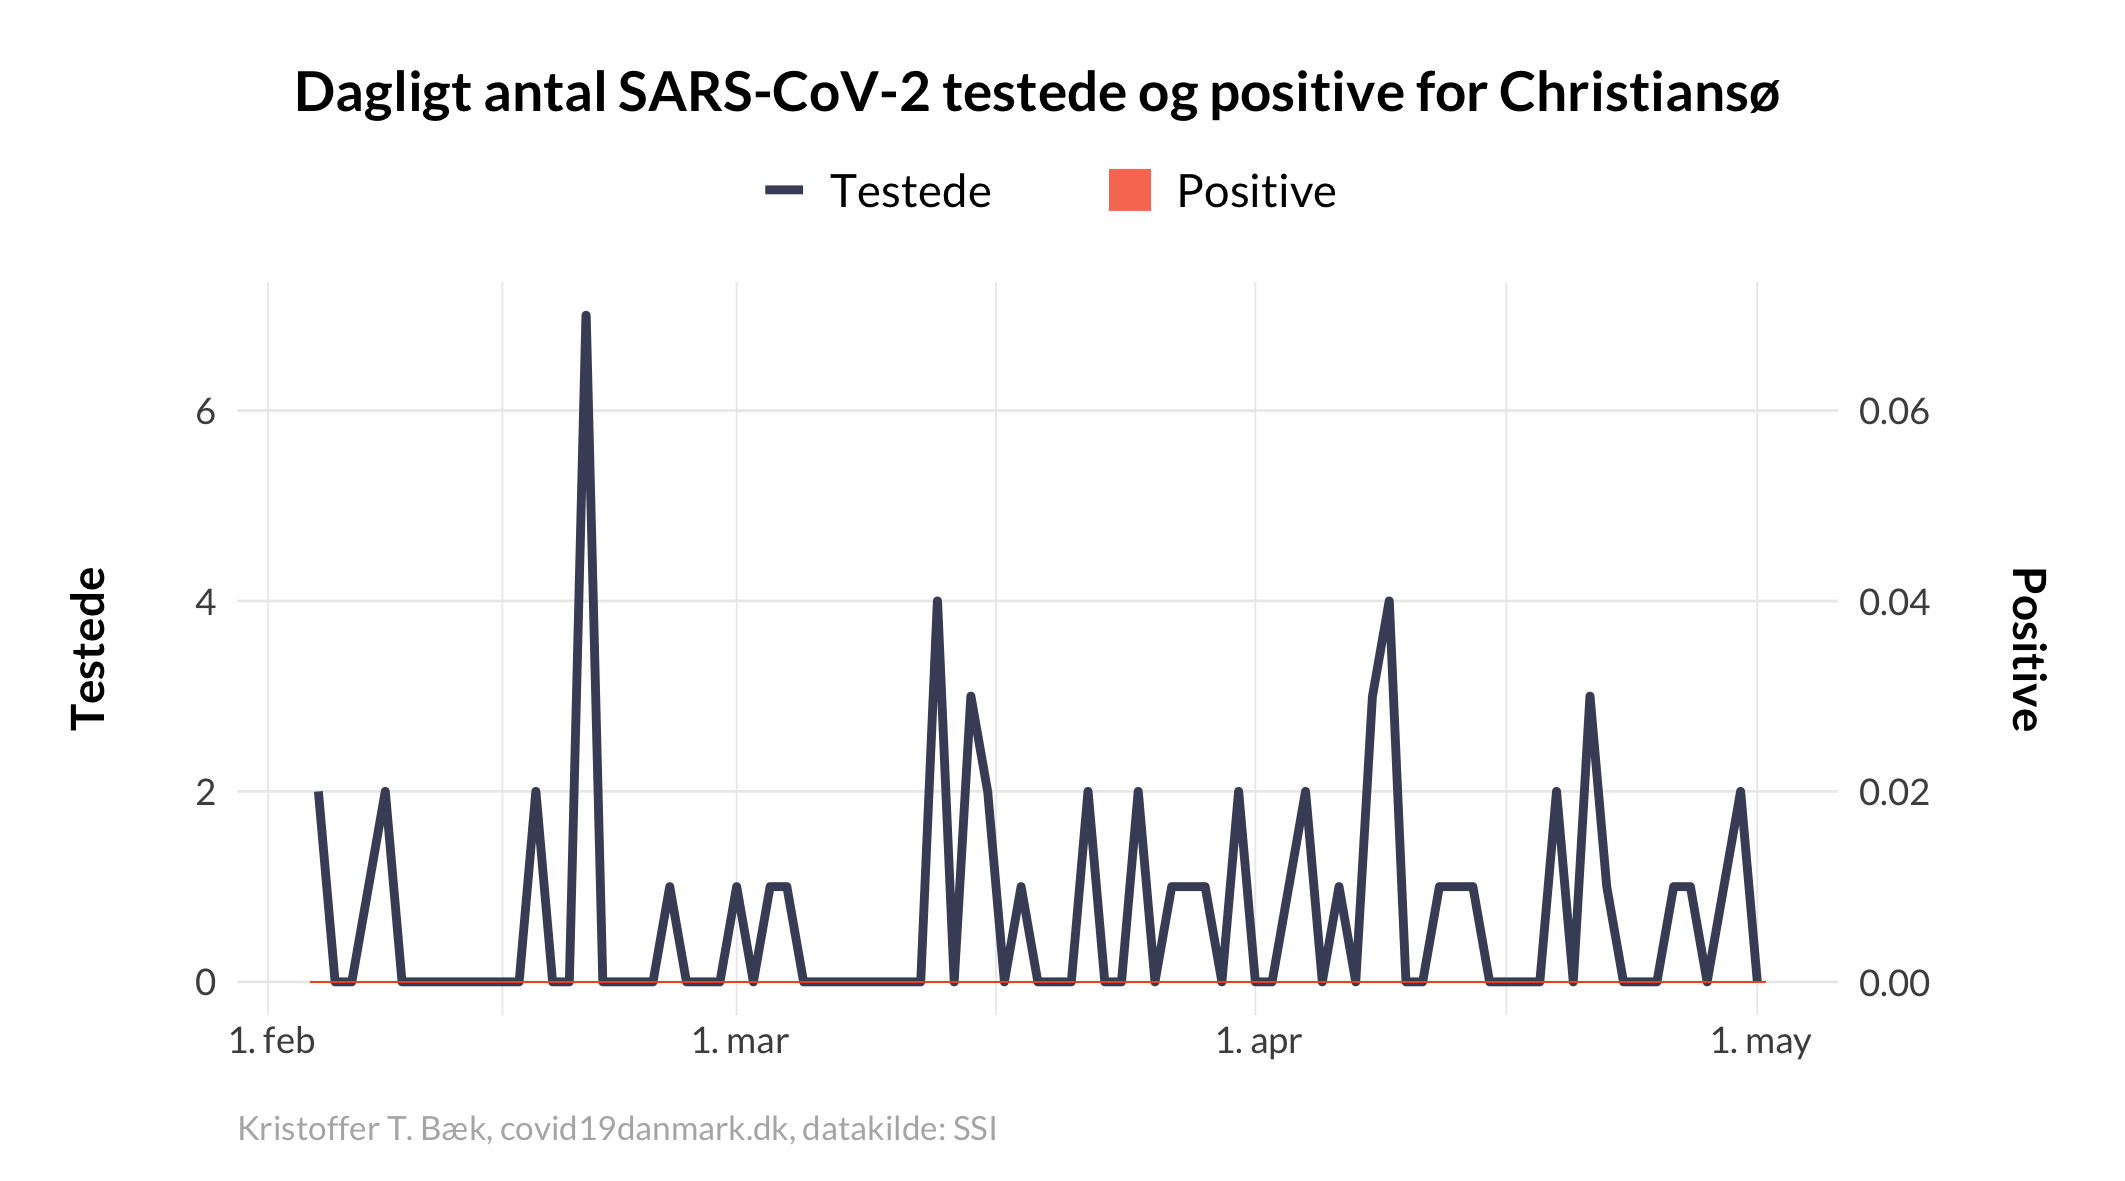 Dagligt antal SARS-CoV-2 testede og positive for Christiansø
Testede
Positive
6
4
2
0
0.06
0.04
0.02
0.00
Testede
Positive
1. feb
1. mar
1. apr
1. may
Kristoffer T. Bæk, covid19danmark.dk, datakilde: SSI